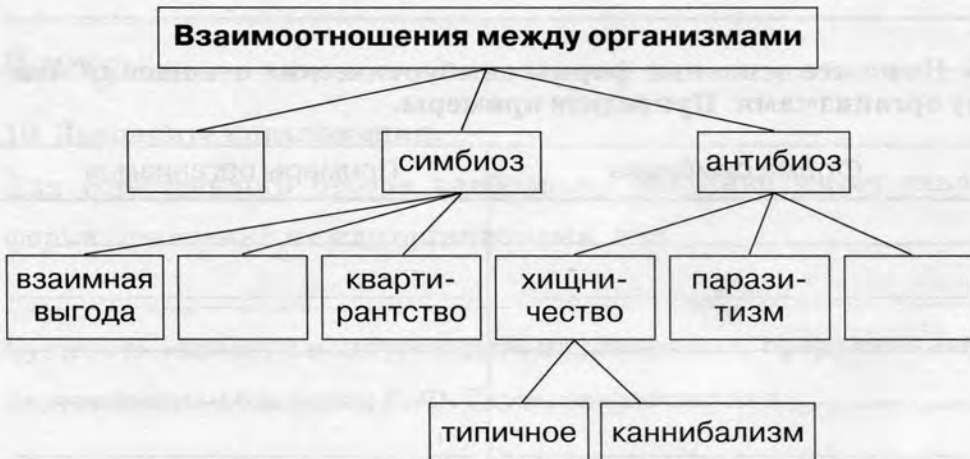 Взаимоотношения между организмами
симбиоз
антибиоз
взаимная
выгода
кварти-
рантство
хищни-
чество
парази-
тизм
типичное
каннибализм